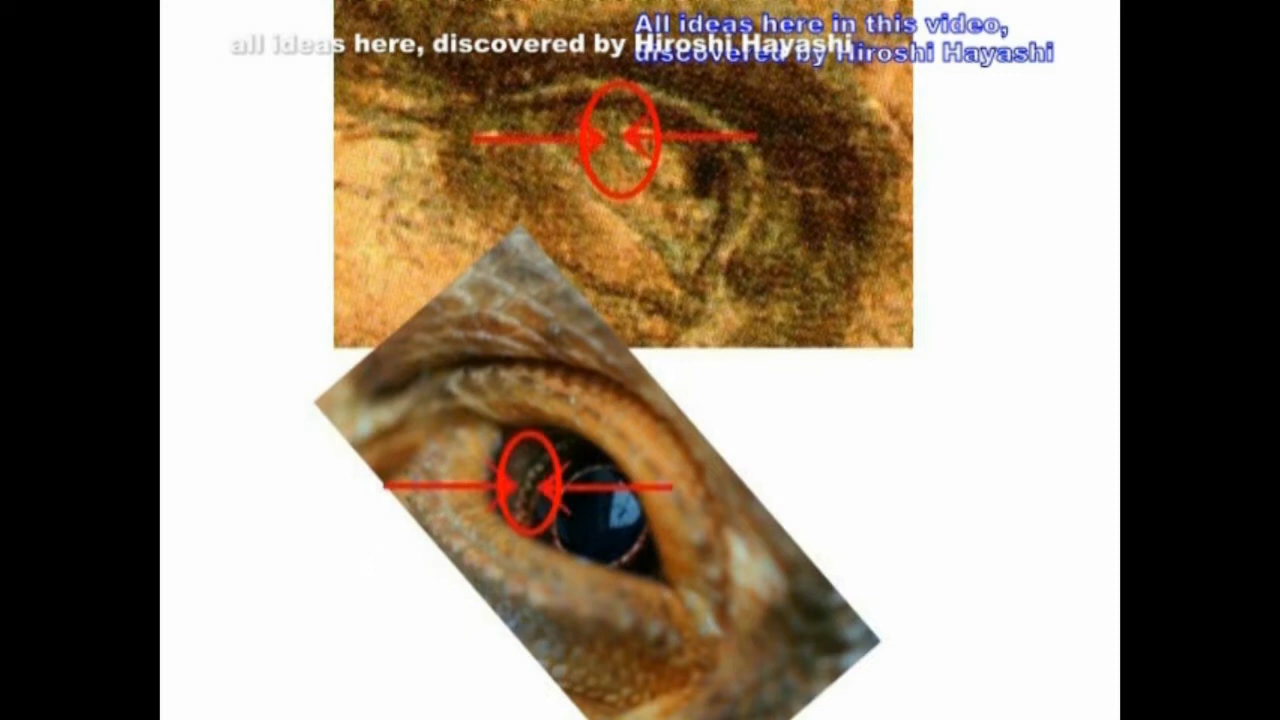 All ideas here in this video,
all ideas here, discovered by Hiroshi Hayashi
discovered by Hiroshi Hayashi